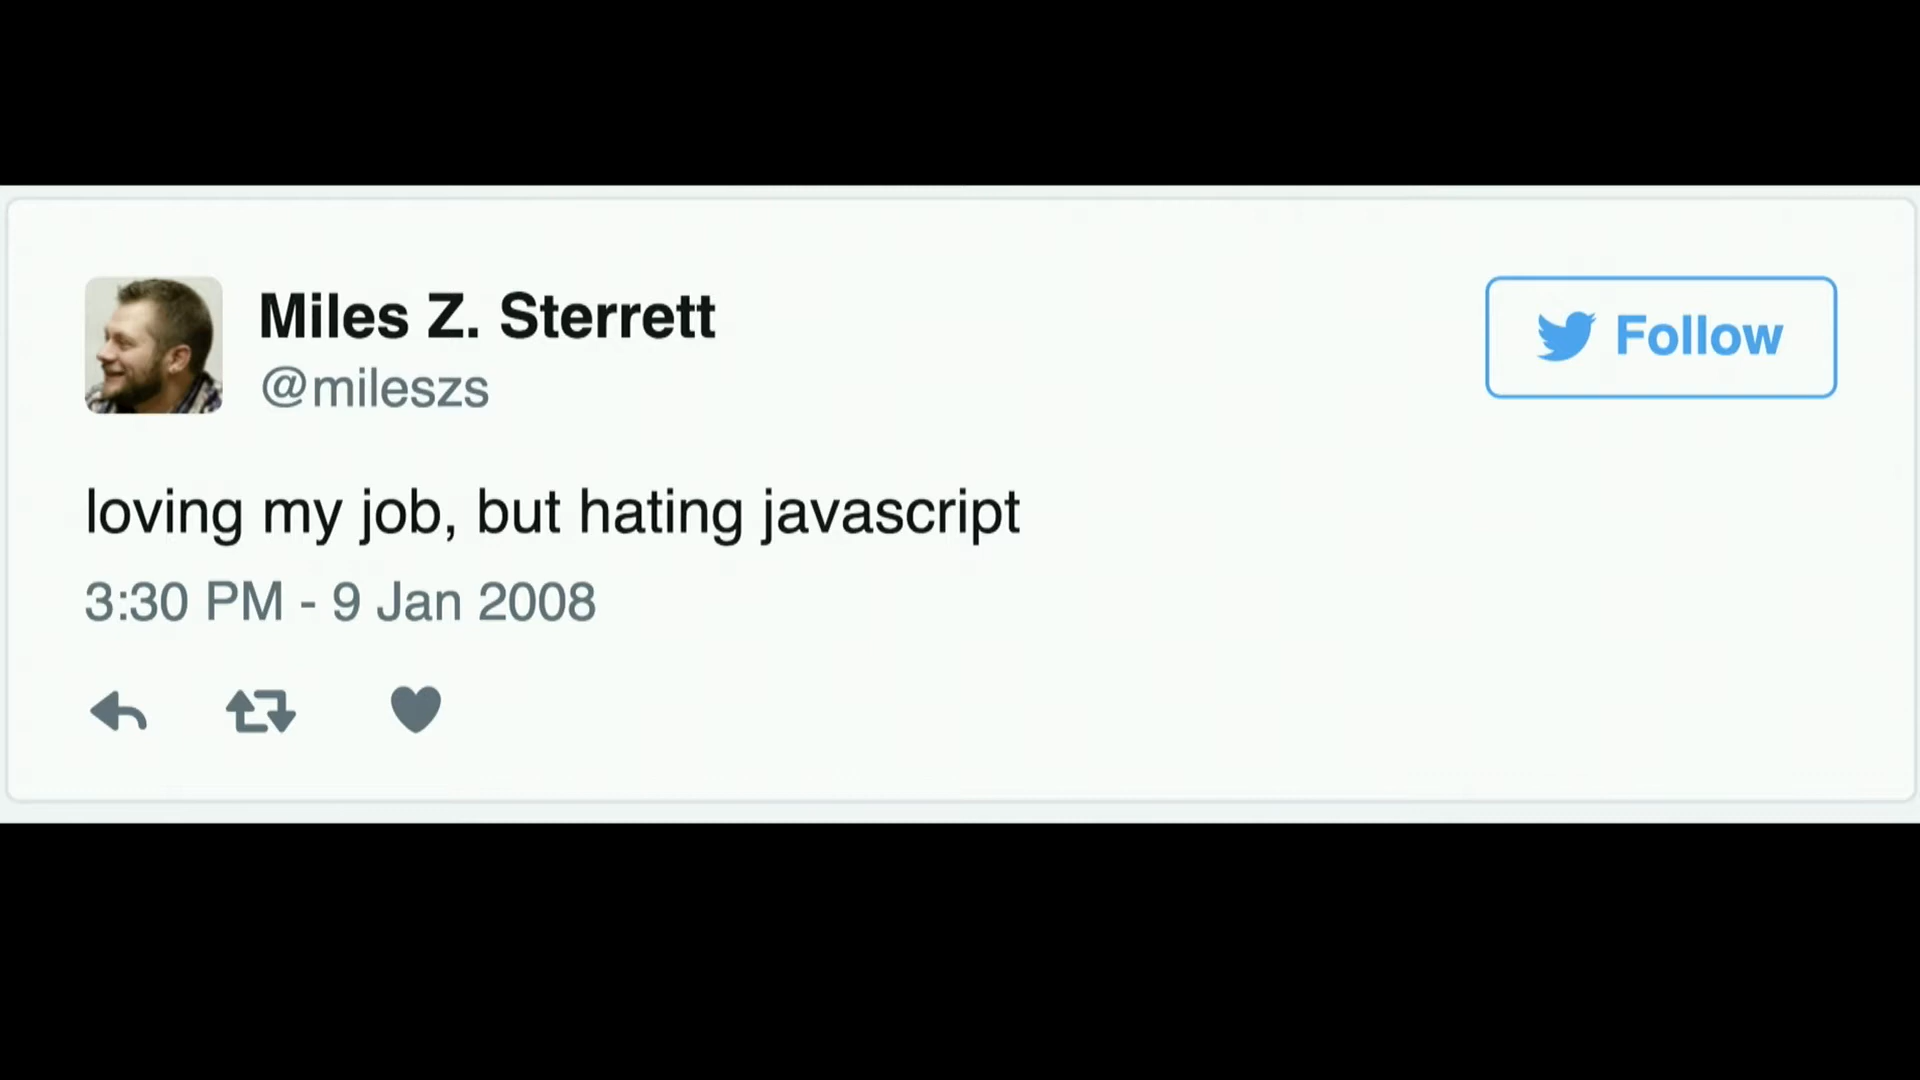 Miles Z. Sterrett
@mileszs
Follow
loving my job, but hating javascript
3:30 PM - 9 Jan 2008